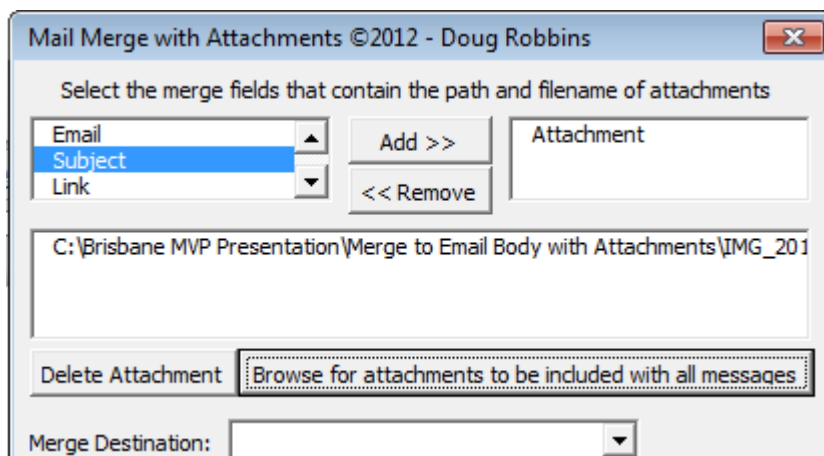 Mail Merge with Attachments ©2012 - Doug Robbins
Select the merge fields that contain the path and filename of attachments
Email
Subject
Link
Add >>
<< Remove
Attachment
C:\Brisbane MVP Presentation\Merge to Email Body with Attachments\IMG_201
Delete Attachment
Browse for attachments to be included with all messages
Merge Destination: